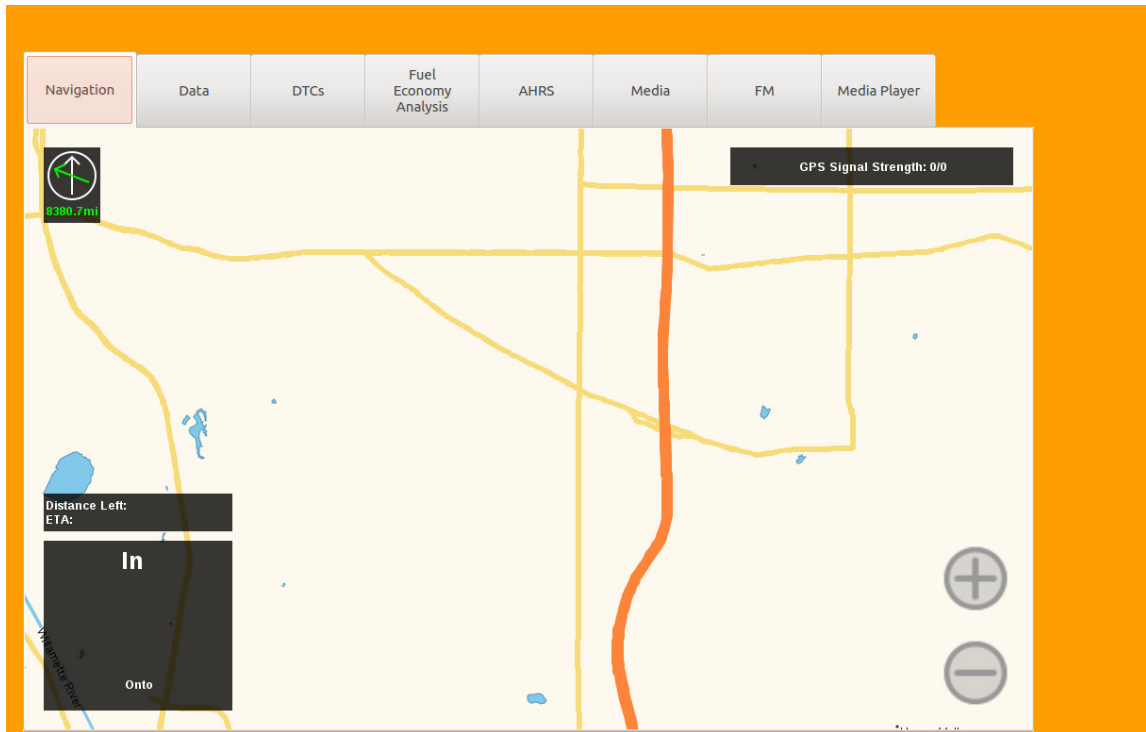 Navigation
Data
DTCs
Fuel
Economy
Analysis
AHRS
Media
FM
Media Player
8380.7mi
GPS Signal Strength: 0/0
Distance Left:
ETA:
In
Onto
Willamette River